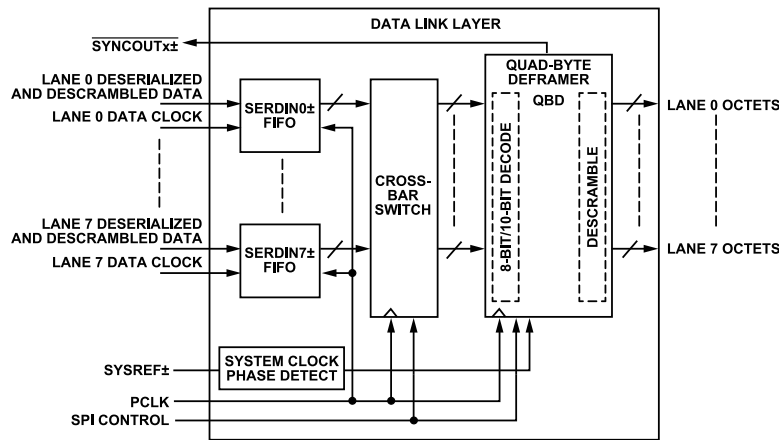 DATA LINK LAYER
SYNCOUTx±
QUAD-BYTE
DEFRAMER
QBD
LANE 0 DESERIALIZED
AND DESCRAMBLED DATA
LANE 0 DATA CLOCK
SERDIN0±
FIFO
LANE 0 OCTETS
CROSS-
BAR
SWITCH
8-BIT/10-BIT DECODE
DESCRAMBLE
LANE 7 DESERIALIZED
AND DESCRAMBLED DATA
LANE 7 DATA CLOCK
SERDIN7±
FIFO
LANE 7 OCTETS
SYSREF±
SYSTEM CLOCK
PHASE DETECT
PCLK
SPI CONTROL